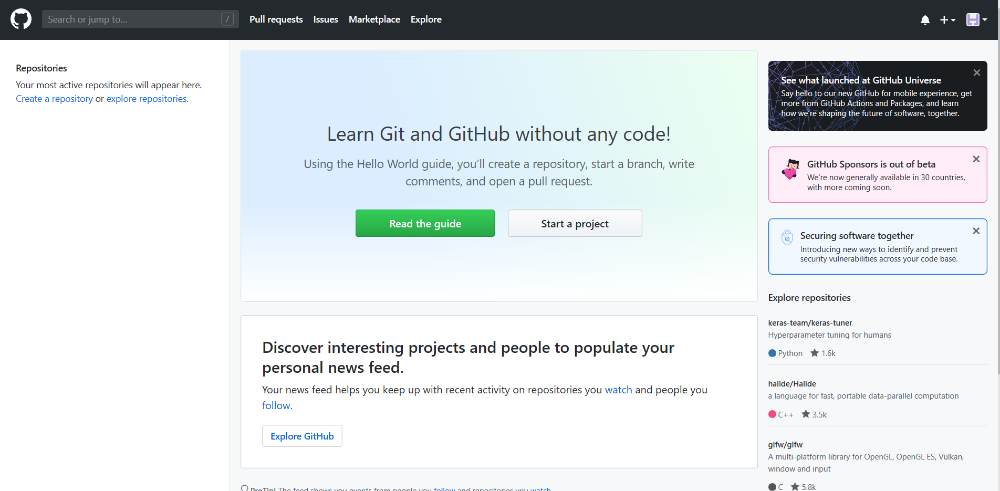 Search or jump to...
/
Pull requests
Issues
Marketplace
Explore
Repositories
Your most active repositories will appear here.
Create a repository or explore repositories.
Learn Git and GitHub without any code!
Using the Hello World guide, you’ll create a repository, start a branch, write
comments, and open a pull request.
Read the guide
Start a project
Discover interesting projects and people to populate your
personal news feed.
Your news feed helps you keep up with recent activity on repositories you watch and people you
follow.
Explore GitHub
ProTip! The feed shows you events from people you follow and repositories you watch
See what launched at GitHub Universe
Say hello to our new GitHub for mobile experience, get
more from GitHub Actions and Packages, and learn
how we're shaping the future of software, together.
GitHub Sponsors is out of beta
We're now generally available in 30 countries,
with more coming soon.
Securing software together
Introducing new ways to identify and prevent
security vulnerabilities across your code base.
Explore repositories
keras-team/keras-tuner
Hyperparameter tuning for humans
Python 1.6k
halide/Halide
a language for fast, portable data-parallel computation
C++ 3.5k
glfw/glfw
A multi-platform library for OpenGL, OpenGL ES, Vulkan,
window and input
C 5.8k